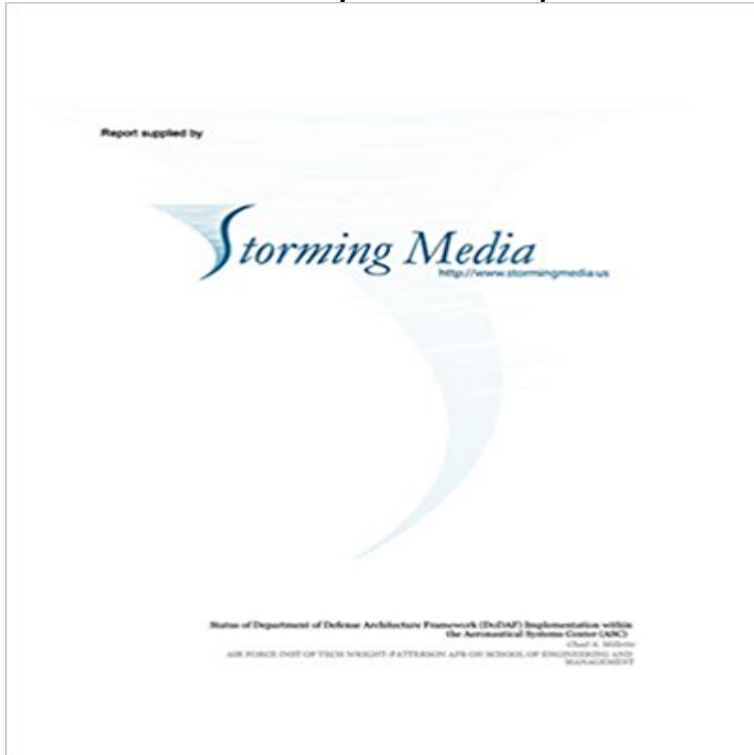 Report supplied by
Storming Media
http://www.stormingmedia.us
Status of Department of Defense Architecture Framework (DoDAF) Implementation within
the Aeronautical Systems Center (ASC)
Chad A. Millette
AIR FORCE INST OF TECH WRIGHT-PATTERSON AFB OH SCHOOL OF ENGINEERING AND
MANAGEMENT